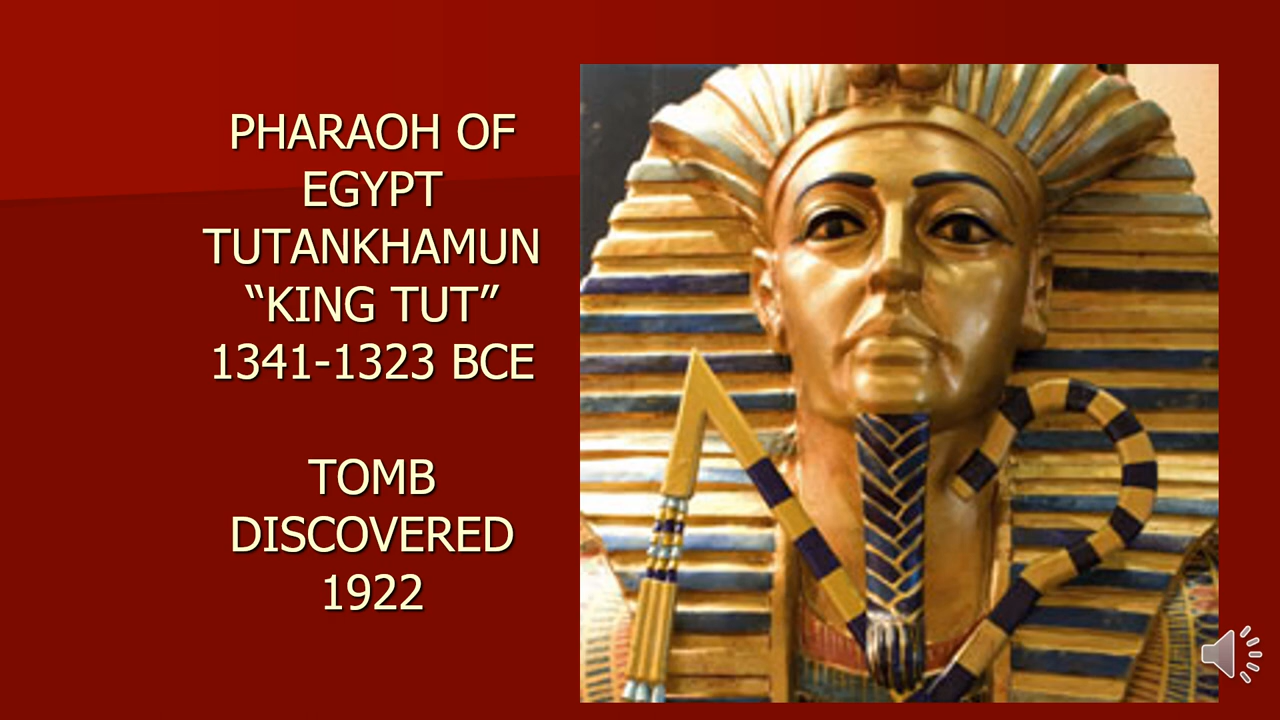 PHARAOH OF
EGYPT
TUTANKHAMUN
“KING TUT”
1341-1323 BCE
TOMB
DISCOVERED
1922